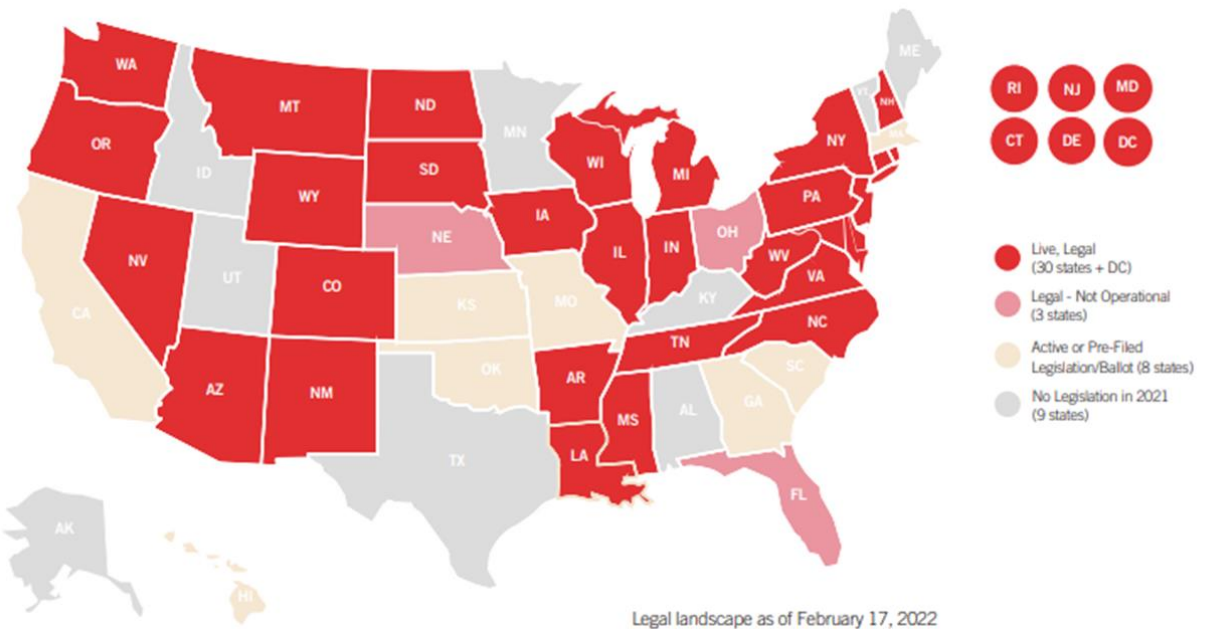 ME
WA
VT
NH
MT
ND
MN
OR
MA
NY
ID
WI
SD
MI
WY
PA
IA
NE
OH
NV
IL
IN
WV
UT
CO
VA
KY
CA
KS
MO
NC
TN
OK
SC
AZ
NM
AR
GA
MS
AL
LA
TX
FL
AK
HI
RI
NJ
MD
CT
DE
DC
Live, Legal
(30 states + DC)
Legal - Not Operational
(3 states)
Active or Pre-Filed
Legislation/Ballot (8 states)
No Legislation in 2021
(9 states)
Legal landscape as of February 17, 2022